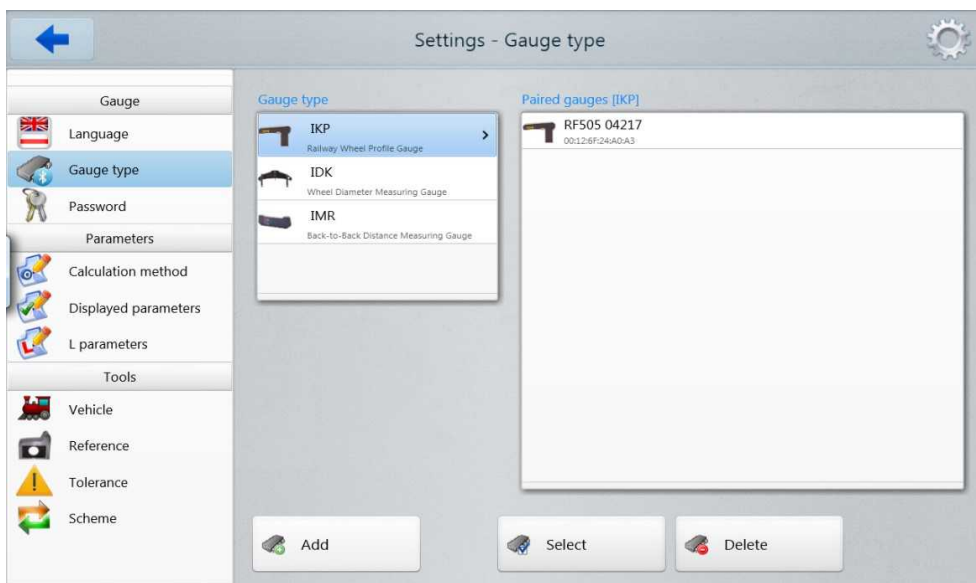 Settings - Gauge type
Gauge
Language
Gauge type
Password
Parameters
Calculation method
Displayed parameters
L parameters
Tools
Vehicle
Reference
Tolerance
Scheme
Gauge type
IKP
Railway Wheel Profile Gauge
IDK
Wheel Diameter Measuring Gauge
IMR
Back-to-Back Distance Measuring Gauge
Paired gauges [IKP]
RF505 04217
00:12:6F:24:A0:A3
Add
Select
Delete